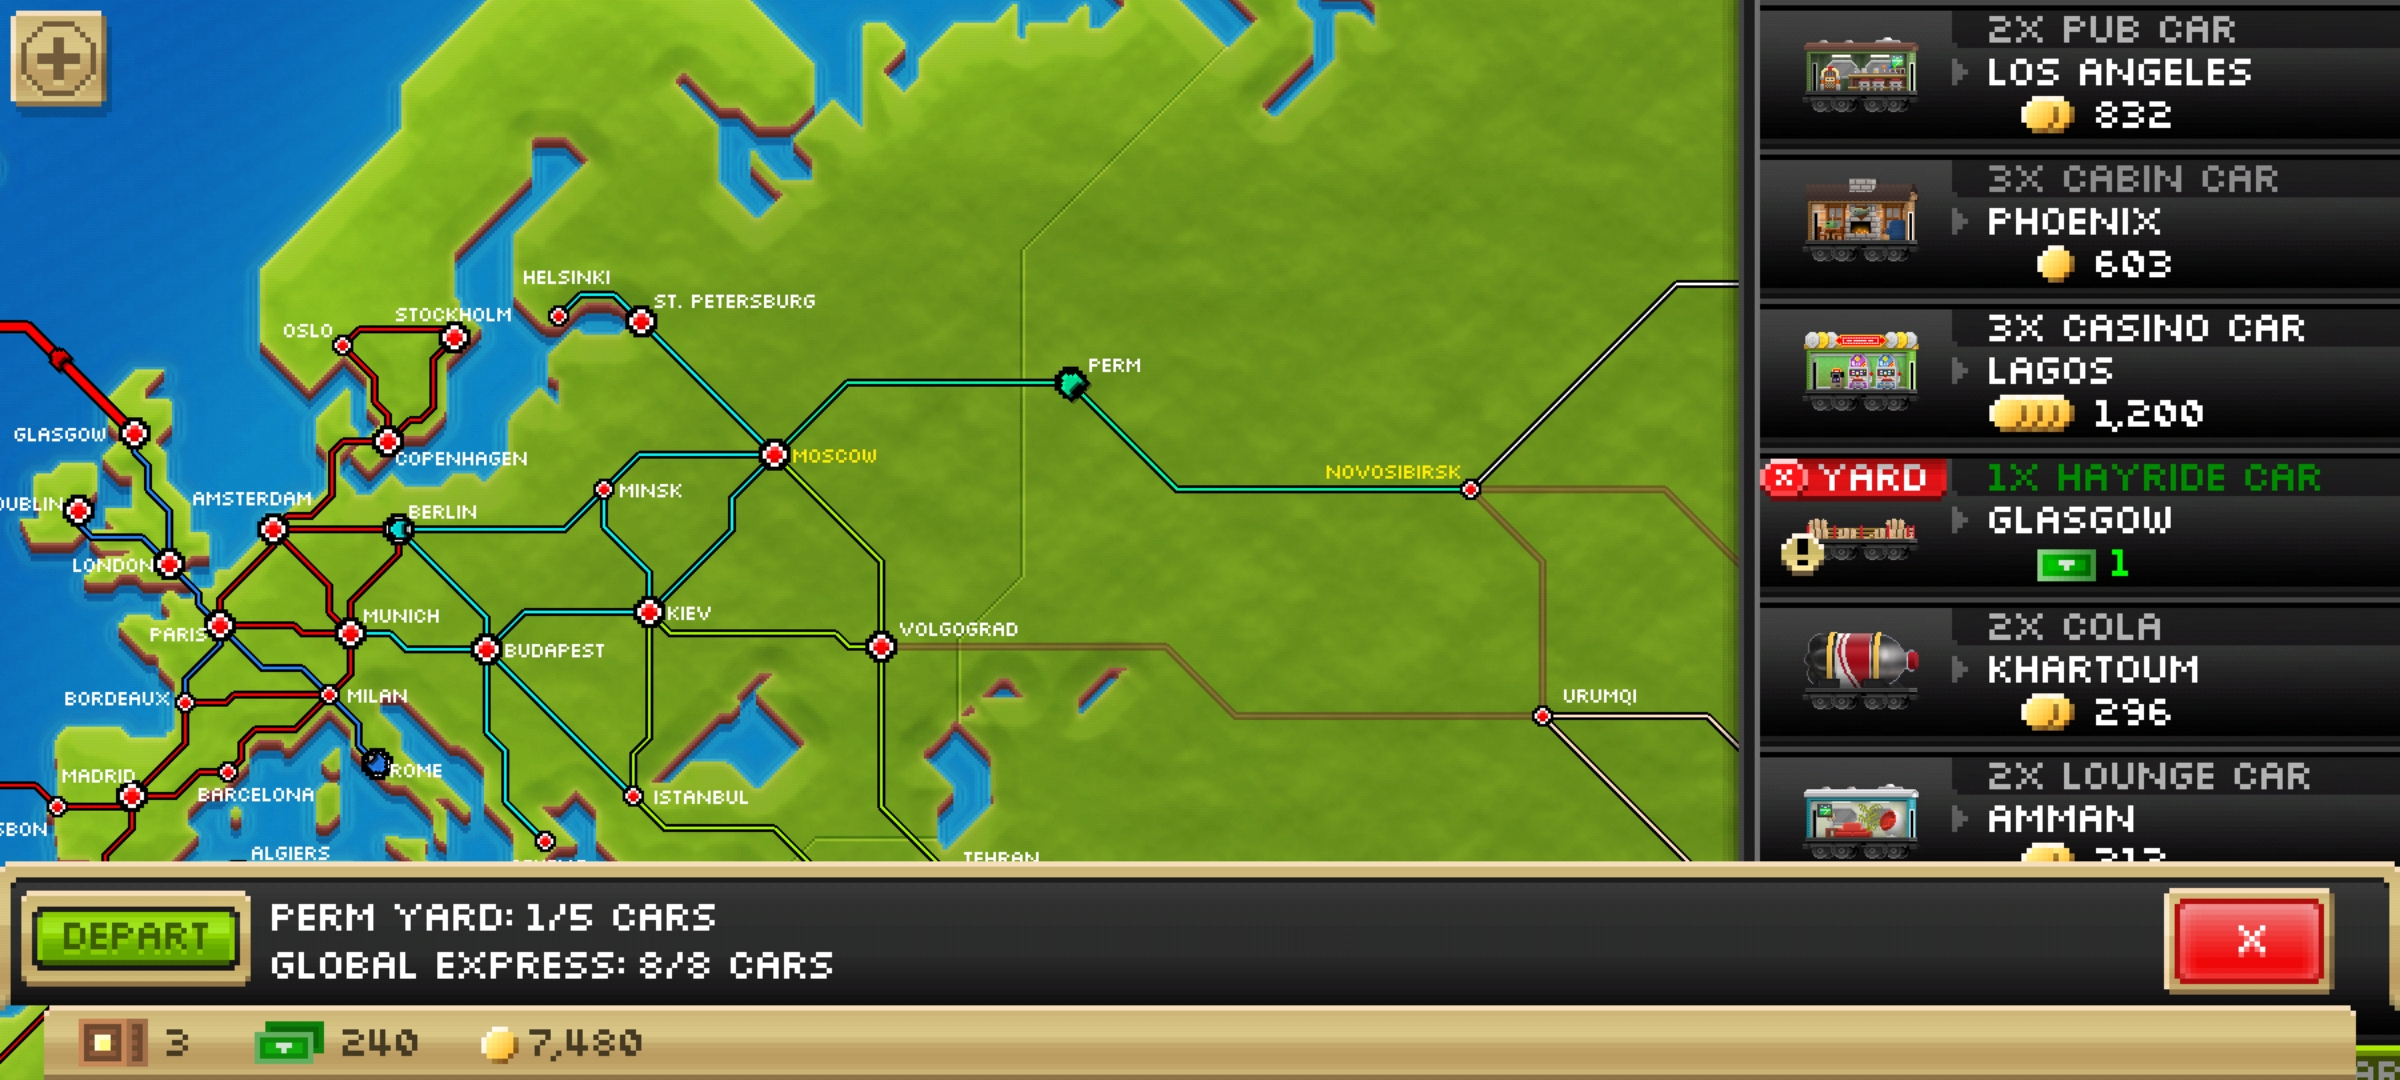 HELSINKI
ST. PETERSBURG
STOCKHOLM
OSLO
PERM
GLASGOW
COPENHAGEN
MOSCOW
NOVOSIBIRSK
MINSK
AMSTERDAM
BERLIN
LONDON
MUNICH
KIEV
PARIS
VOLGOGRAD
BUDAPEST
BORDEAUX
MILAN
URUMQI
MADRID
ROME
BARCELONA
ISTANBUL
ALGIERS
TEHRAN
2X PUB CAR
LOS ANGELES
832
3X CABIN CAR
PHOENIX
603
3X CASINO CAR
LAGOS
1,200
X YARD
1X HAYRIDE CAR
GLASGOW
1
2X COLA
KHARTOUM
296
2X LOUNGE CAR
AMMAN
DEPART
PERM YARD: 1/5 CARS
GLOBAL EXPRESS: 8/8 CARS
X
3
240
7,480